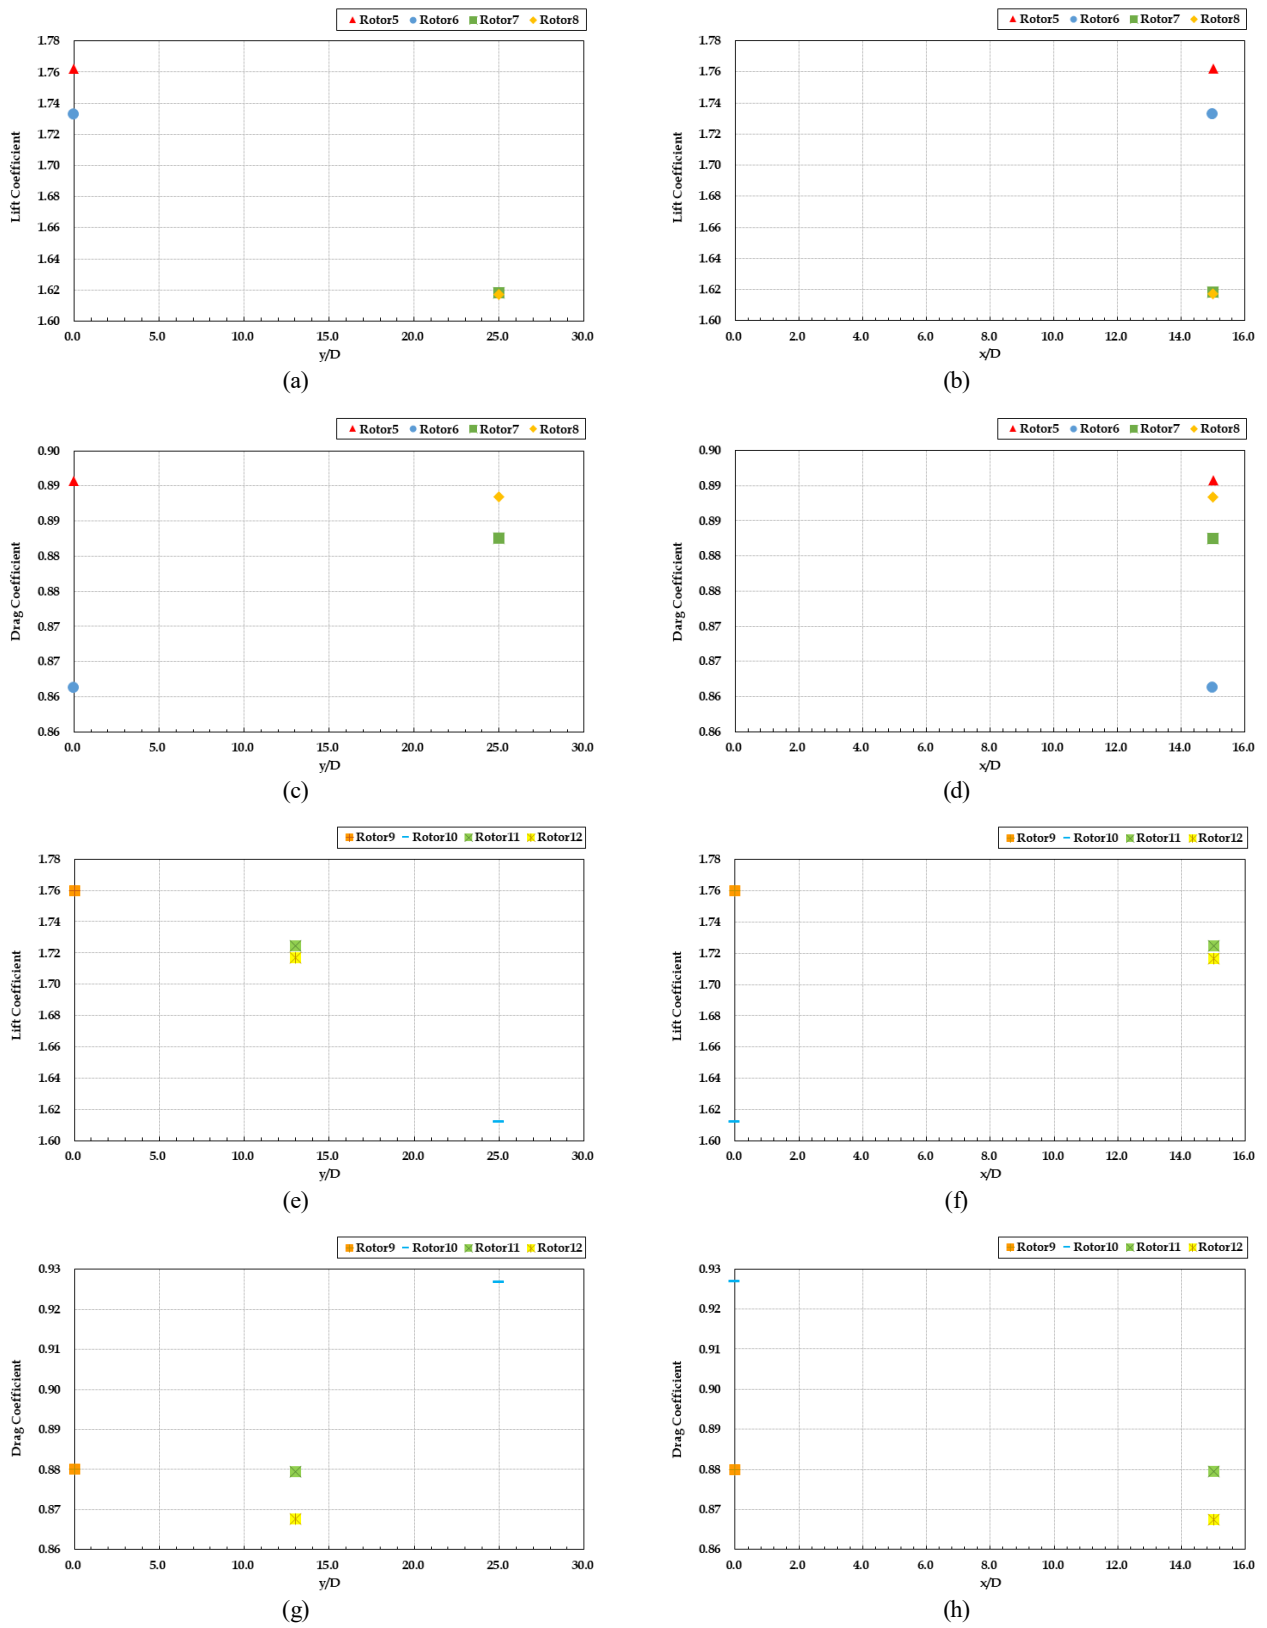 Rotor5 Rotor6 Rotor7 Rotor8
1.78
1.76
1.74
1.72
1.70
1.68
1.66
1.64
1.62
1.60
Lift Coefficient
0.0 5.0 10.0 15.0 20.0 25.0 30.0
y/D
(a)
Rotor5 Rotor6 Rotor7 Rotor8
1.78
1.76
1.74
1.72
1.70
1.68
1.66
1.64
1.62
1.60
Lift Coefficient
0.0 2.0 4.0 6.0 8.0 10.0 12.0 14.0 16.0
x/D
(b)
Rotor5 Rotor6 Rotor7 Rotor8
0.90
0.89
0.89
0.88
0.88
0.87
0.87
0.86
0.86
Drag Coefficient
0.0 5.0 10.0 15.0 20.0 25.0 30.0
y/D
(c)
Rotor5 Rotor6 Rotor7 Rotor8
0.90
0.89
0.89
0.88
0.88
0.87
0.87
0.86
0.86
Darg Coefficient
0.0 2.0 4.0 6.0 8.0 10.0 12.0 14.0 16.0
x/D
(d)
Rotor9 Rotor10 Rotor11 Rotor12
1.78
1.76
1.74
1.72
1.70
1.68
1.66
1.64
1.62
1.60
Lift Coefficient
0.0 5.0 10.0 15.0 20.0 25.0 30.0
y/D
(e)
Rotor9 Rotor10 Rotor11 Rotor12
1.78
1.76
1.74
1.72
1.70
1.68
1.66
1.64
1.62
1.60
Lift Coefficient
0.0 2.0 4.0 6.0 8.0 10.0 12.0 14.0 16.0
x/D
(f)
Rotor9 Rotor10 Rotor11 Rotor12
0.93
0.92
0.91
0.90
0.89
0.88
0.87
0.86
Drag Coefficient
0.0 5.0 10.0 15.0 20.0 25.0 30.0
y/D
(g)
Rotor9 Rotor10 Rotor11 Rotor12
0.93
0.92
0.91
0.90
0.89
0.88
0.87
0.86
Drag Coefficient
0.0 2.0 4.0 6.0 8.0 10.0 12.0 14.0 16.0
x/D
(h)